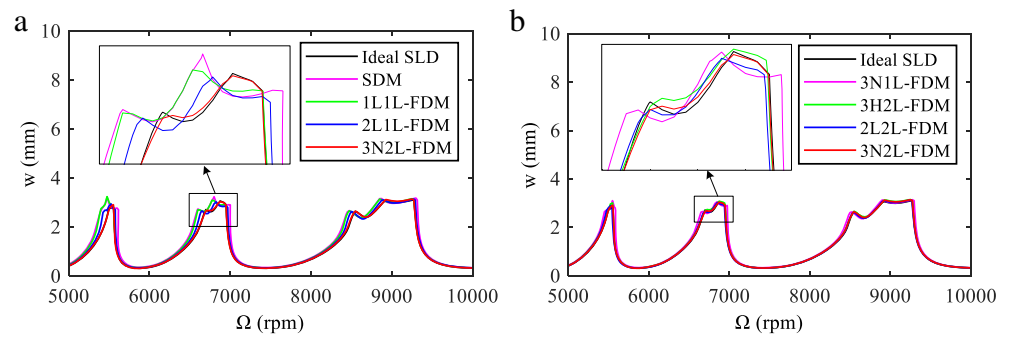 a
10
8
6
4
2
0
w (mm)
Ideal SLD
SDM
1L1L-FDM
2L1L-FDM
3N2L-FDM
5000 6000 7000 8000 9000 10000
Ω (rpm)
b
10
8
6
4
2
0
w (mm)
Ideal SLD
3N1L-FDM
3H2L-FDM
2L2L-FDM
3N2L-FDM
5000 6000 7000 8000 9000 10000
Ω (rpm)